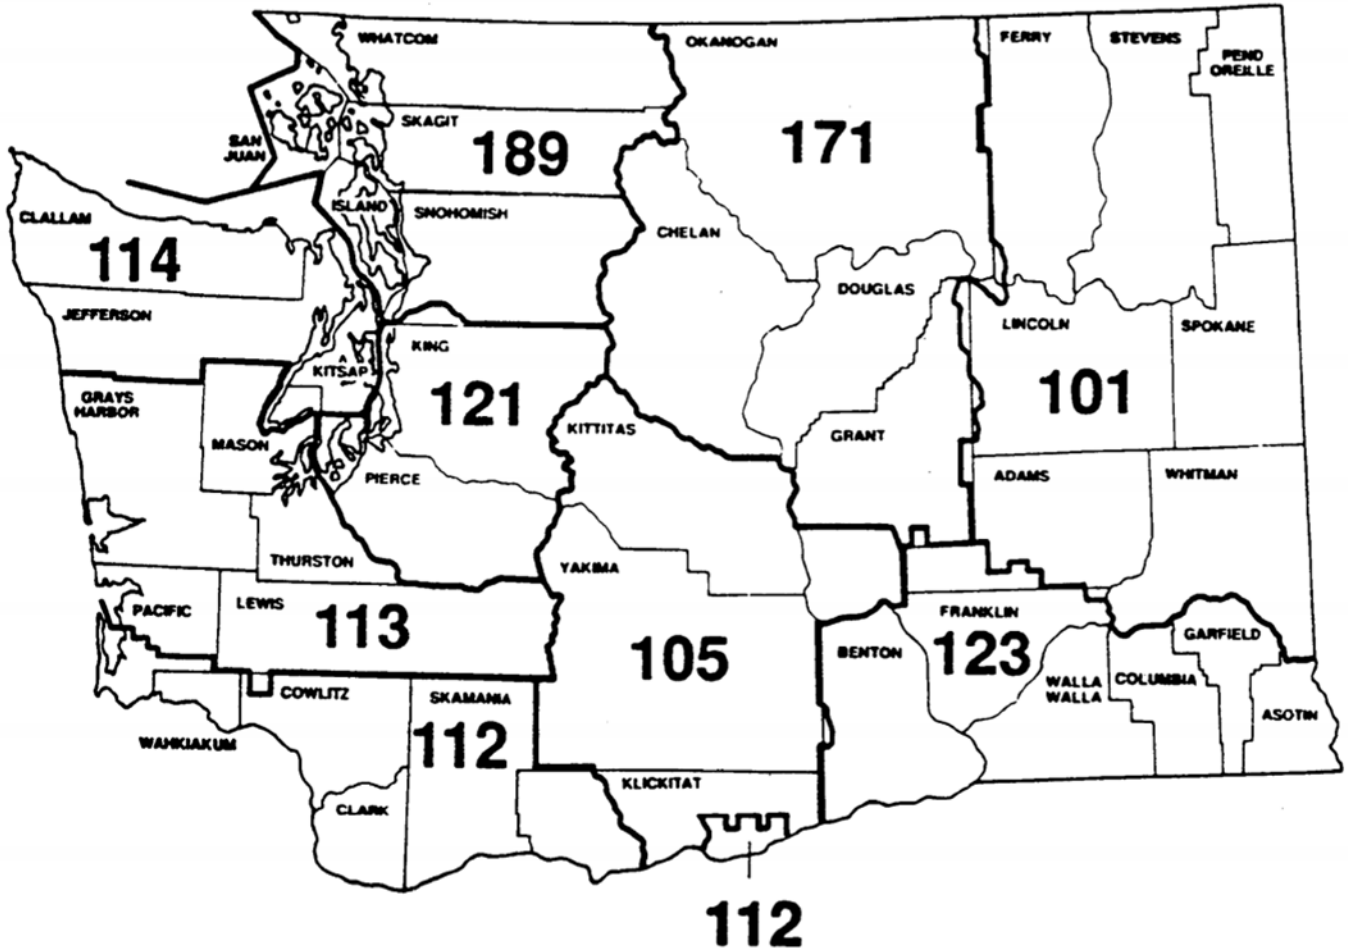 WHATCOM
OKANOGAN
FERRY
STEVENS
PEND
OREILLE
SKAGIT
189
171
SAN
JUAN
ISLAND
SNOHOMISH
CLALLAM
114
CHELAN
DOUGLAS
JEFFERSON
KING
LINCOLN
SPOKANE
KITSAP
121
101
GRAYS
HARBOR
MASON
KITTITAS
GRANT
PIERCE
ADAMS
WHITMAN
THURSTON
YAKIMA
PACIFIC
LEWIS
113
105
FRANKLIN
123
BENTON
GARFIELD
WALLA
WALLA
COLUMBIA
ASOTIN
COWLITZ
SKAMANIA
112
WAHKIAKUM
KLICKITAT
CLARK
112